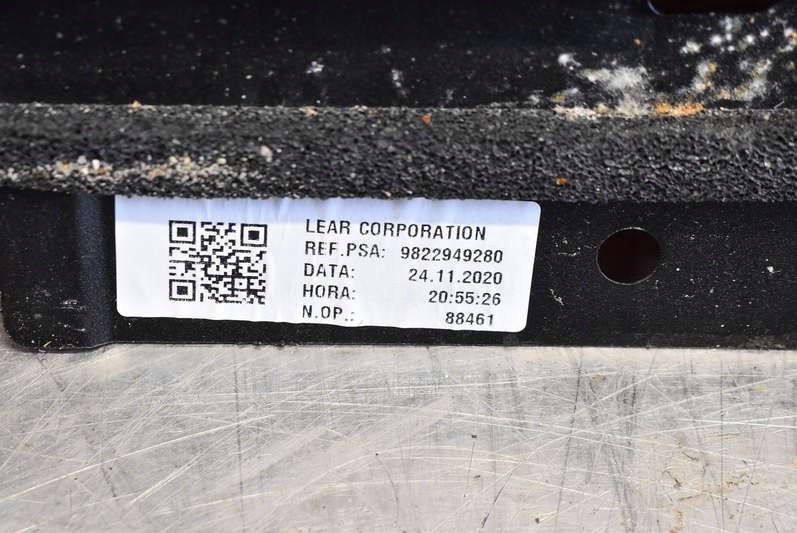 LEAR CORPORATION
REF.PSA: 9822949280
DATA: 24.11.2020
HORA: 20:55:26
N.OP.: 88461